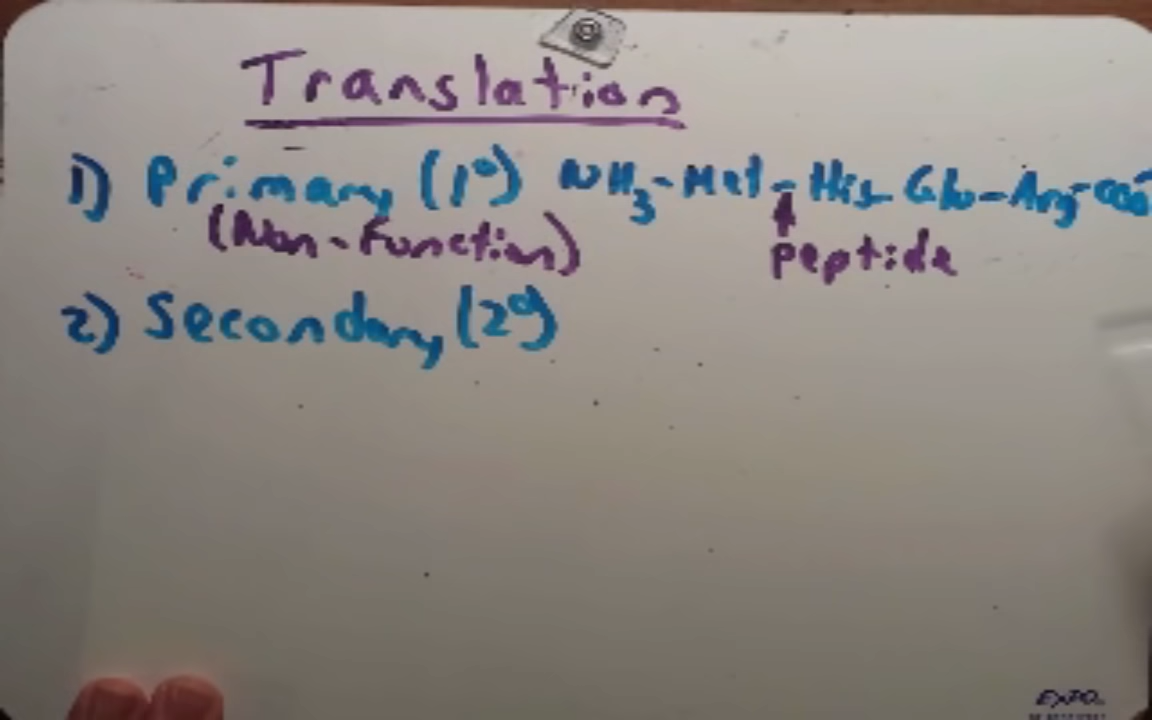 Translation
1) Primary (1°) NH3-Met-His-Glu-Arg-COO-
(Non-Function) peptide
2) Secondary (2°)
EXPO